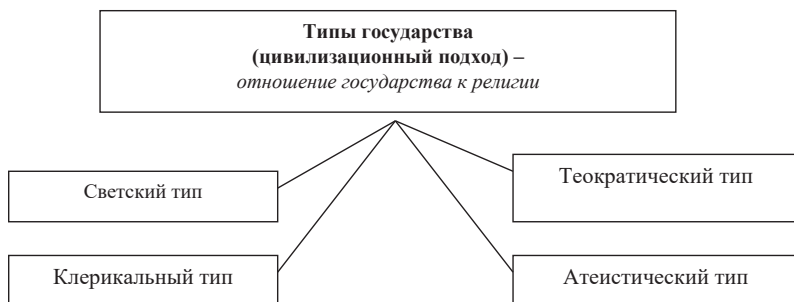 Типы государства
(цивилизационный подход) –
отношение государства к религии
Светский тип
Теократический тип
Клерикальный тип
Атеистический тип